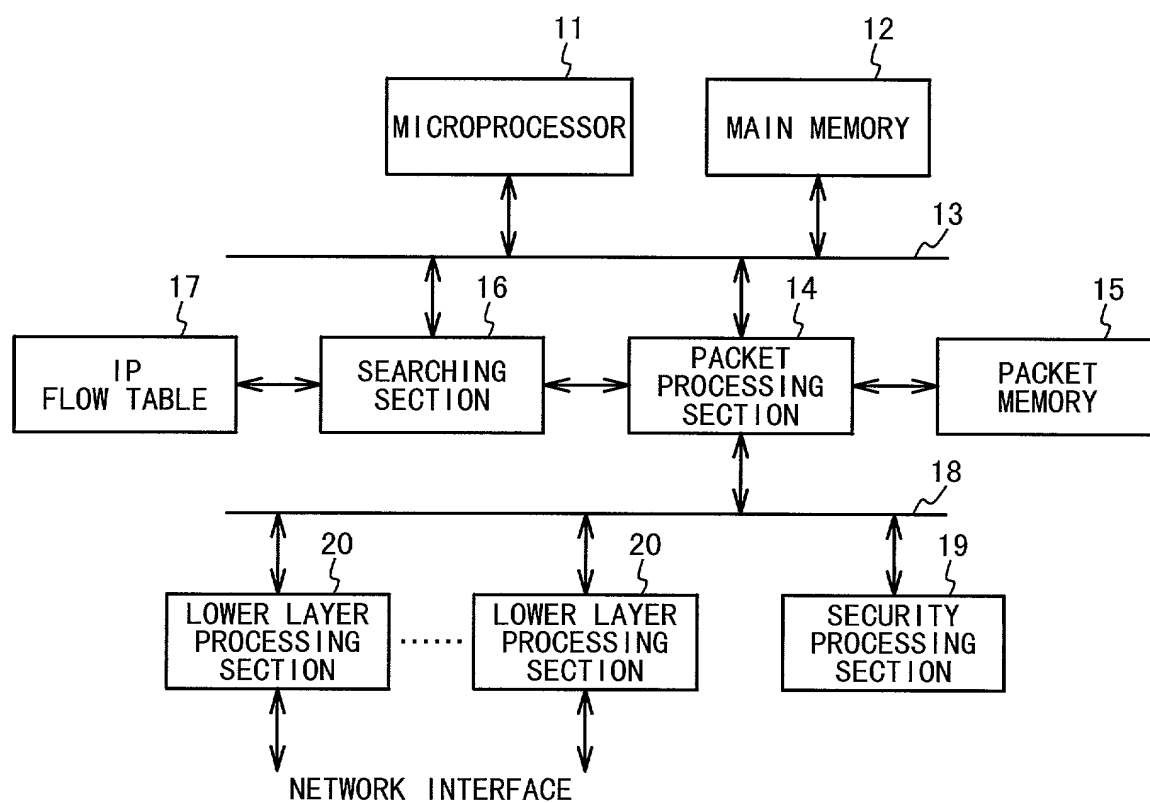 11
12
MICROPROCESSOR
MAIN MEMORY
13
17
16
14
15
IP
FLOW TABLE
SEARCHING
SECTION
PACKET
PROCESSING
SECTION
PACKET
MEMORY
18
20
20
19
LOWER LAYER
PROCESSING
SECTION
......
LOWER LAYER
PROCESSING
SECTION
SECURITY
PROCESSING
SECTION
NETWORK INTERFACE